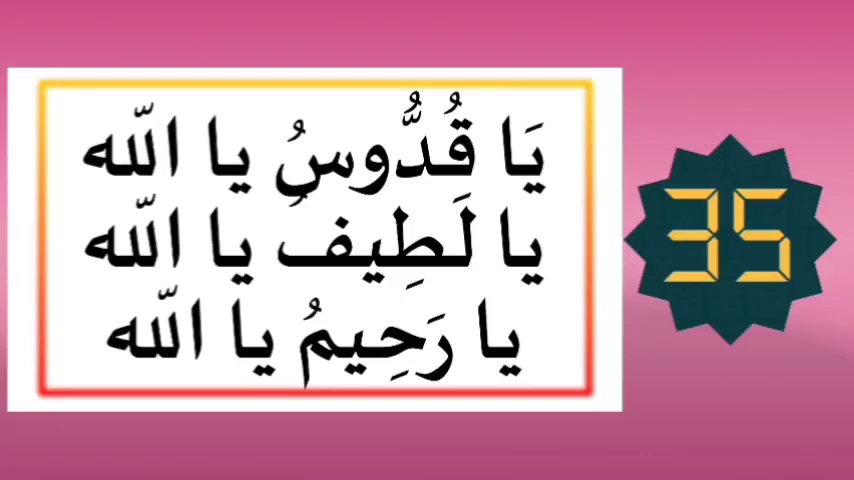 يَا قُدُّوسُ يا اللّٰه
يا لَطِيفُ يا اللّٰه
يا رَحِيمُ يا اللّٰه
35